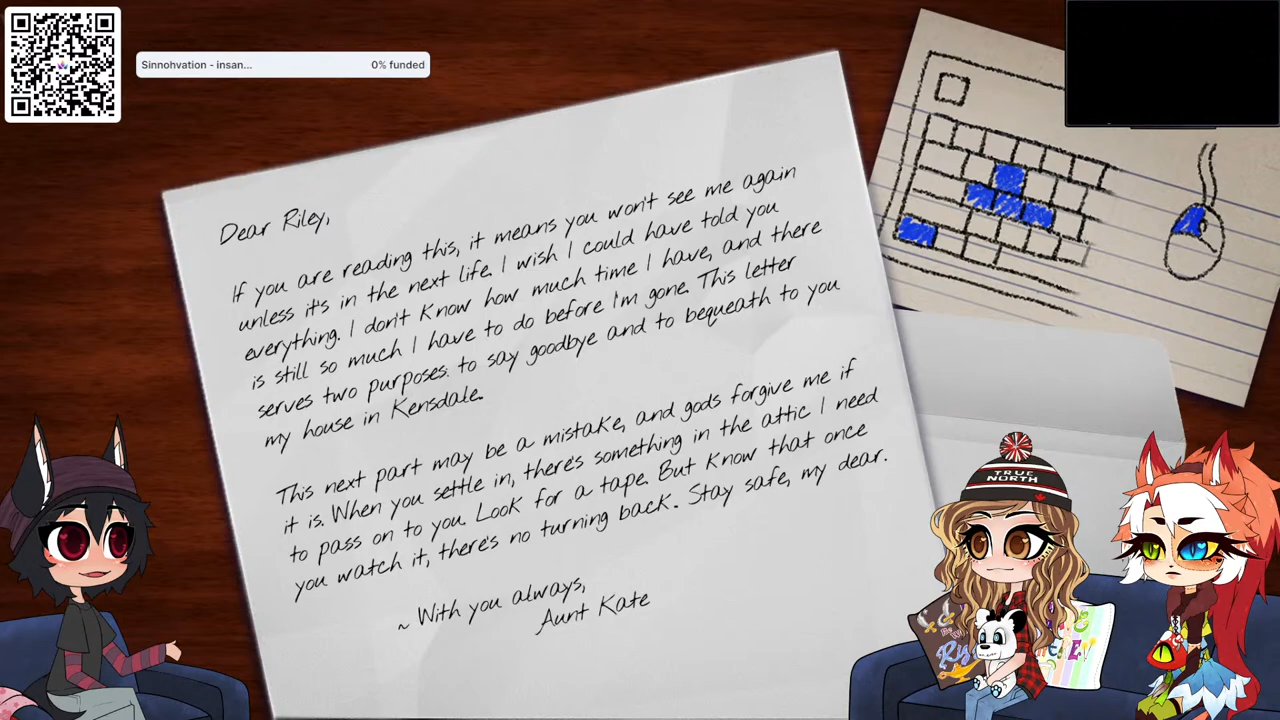 Sinnohvation - insan...
0% funded
Dear Riley,
If you are reading this, it means you won't see me again
unless it's in the next life. I wish I could have told you
everything. I don't know how much time I have, and there
is still so much I have to do before I'm gone. This letter
serves two purposes: to say goodbye and to bequeath to you
my house in Kensdale.
This next part may be a mistake, and gods forgive me if
it is. When you settle in, there's something in the attic I need
to pass on to you. Look for a tape. But know that once
you watch it, there's no turning back. Stay safe, my dear.
~ With you always,
Aunt Kate
TRUE
NORTH